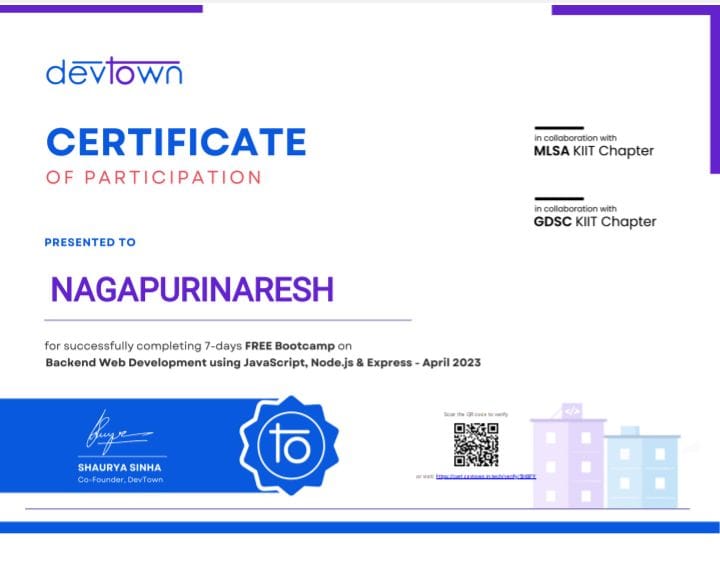 devtown
CERTIFICATE
OF PARTICIPATION
in collaboration with
MLSA KIIT Chapter
in collaboration with
GDSC KIIT Chapter
PRESENTED TO
NAGAPURINARESH
for successfully completing 7-days FREE Bootcamp on
Backend Web Development using JavaScript, Node.js & Express - April 2023
to
SHAURYA SINHA
Co-Founder, DevTown
Scan the QR code to verify
or visit
</>